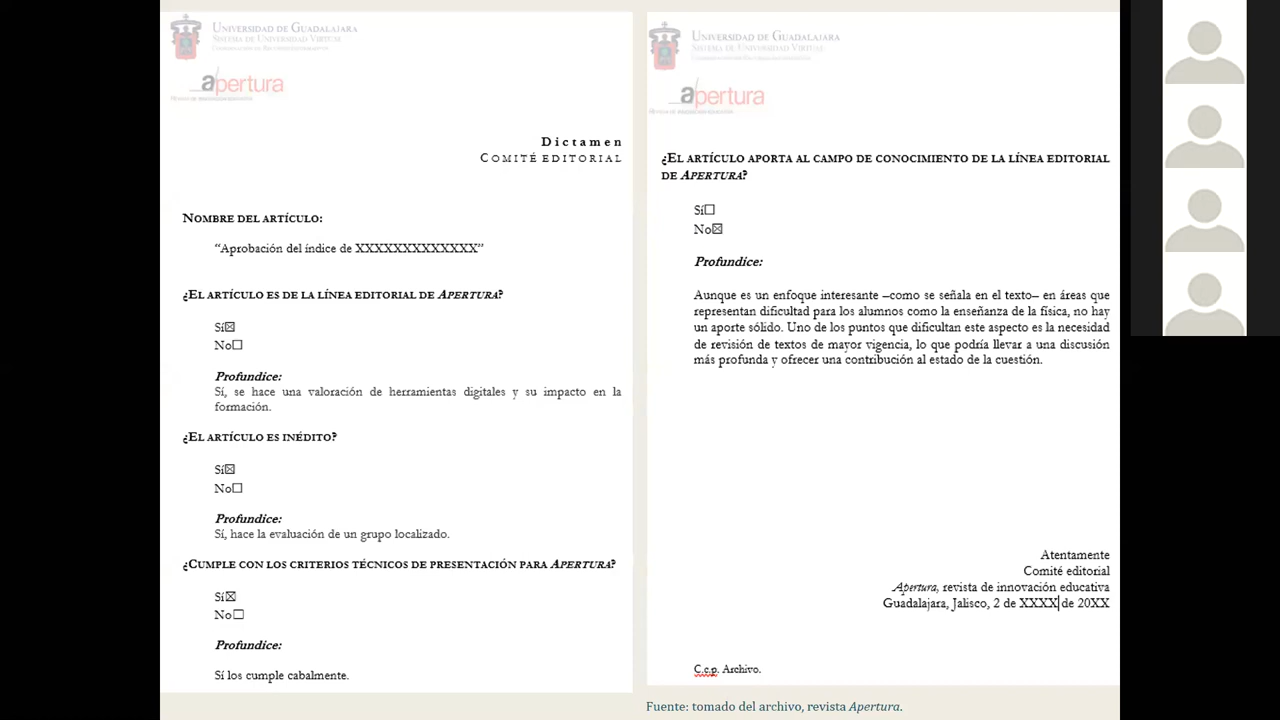 Universidad de Guadalajara
Sistema de Universidad Virtual
apertura
Dictamen
Comité editorial
Nombre del artículo:
“Aprobación del índice de XXXXXXXXXXXXX”
¿El artículo es de la línea editorial de Apertura?
Sí☒
No☐
Profundice:
Sí, se hace una valoración de herramientas digitales y su impacto en la
formación.
¿El artículo es inédito?
Sí☒
No☐
Profundice:
Sí, hace la evaluación de un grupo localizado.
¿Cumple con los criterios técnicos de presentación para Apertura?
Sí☒
No☐
Profundice:
Sí los cumple cabalmente.
Universidad de Guadalajara
Sistema de Universidad Virtual
apertura
¿El artículo aporta al campo de conocimiento de la línea editorial
de Apertura?
Sí☐
No☒
Profundice:
Aunque es un enfoque interesante –como se señala en el texto– en áreas que
representan dificultad para los alumnos como la enseñanza de la física, no hay
un aporte sólido. Uno de los puntos que dificultan este aspecto es la necesidad
de revisión de textos de mayor vigencia, lo que podría llevar a una discusión
más profunda y ofrecer una contribución al estado de la cuestión.
Atentamente
Comité editorial
Apertura, revista de innovación educativa
Guadalajara, Jalisco, 2 de XXXX de 20XX
C.c.p. Archivo.
Fuente: tomado del archivo, revista Apertura.